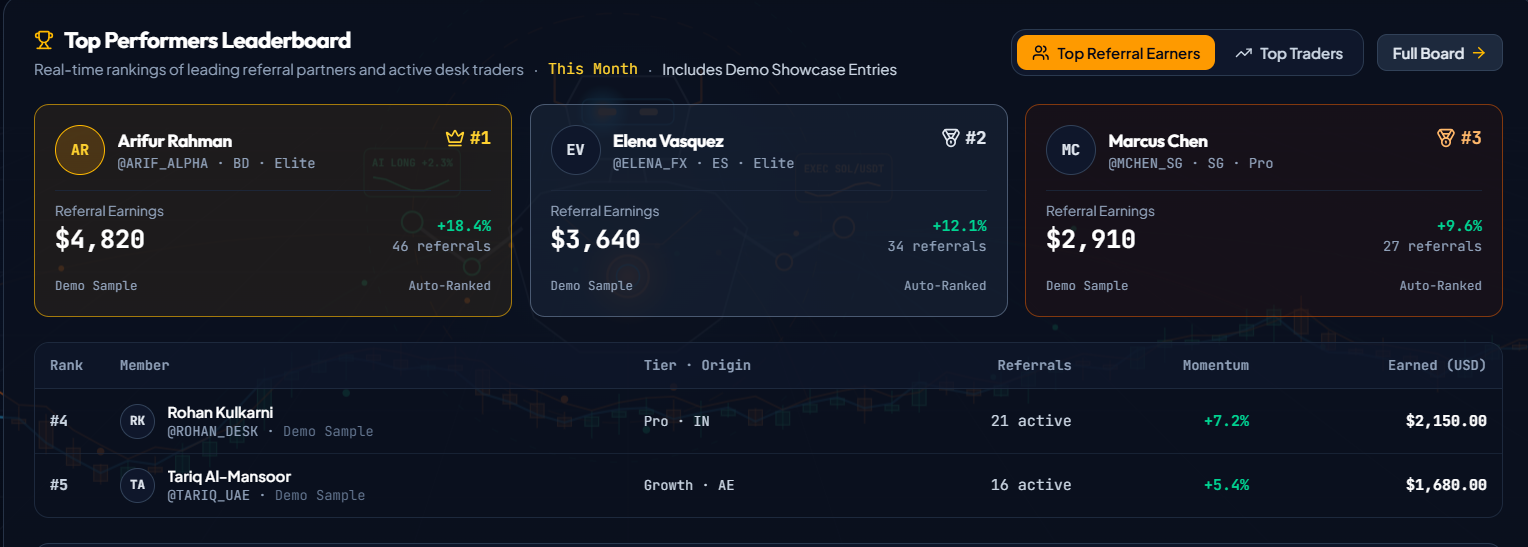 Top Performers Leaderboard
Real-time rankings of leading referral partners and active desk traders · This Month · Includes Demo Showcase Entries
Top Referral Earners
Top Traders
Full Board →
AR
Arifur Rahman
@ARIF_ALPHA · BD · Elite
#1
AI LONG +2.3%
Referral Earnings
$4,820
+18.4%
46 referrals
Demo Sample
Auto-Ranked
EV
Elena Vasquez
@ELENA_FX · ES · Elite
#2
EXEC SOL/USDT
Referral Earnings
$3,640
+12.1%
34 referrals
Demo Sample
Auto-Ranked
MC
Marcus Chen
@MCHEN_SG · SG · Pro
#3
Referral Earnings
$2,910
+9.6%
27 referrals
Demo Sample
Auto-Ranked
Rank Member Tier · Origin Referrals Momentum Earned (USD)
#4 RK Rohan Kulkarni Pro · IN 21 active +7.2% $2,150.00
@ROHAN_DESK · Demo Sample
#5 TA Tariq Al-Mansoor Growth · AE 16 active +5.4% $1,680.00
@TARIQ_UAE · Demo Sample